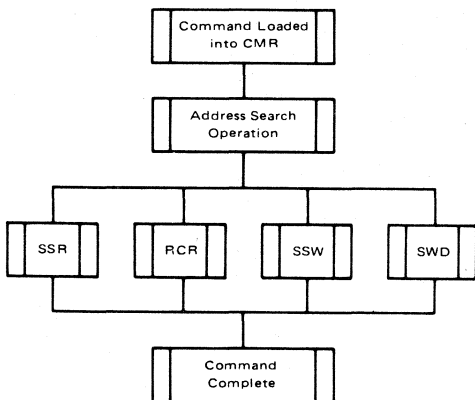 Command Loaded
into CMR
Address Search
Operation
SSR
RCR
SSW
SWD
Command
Complete